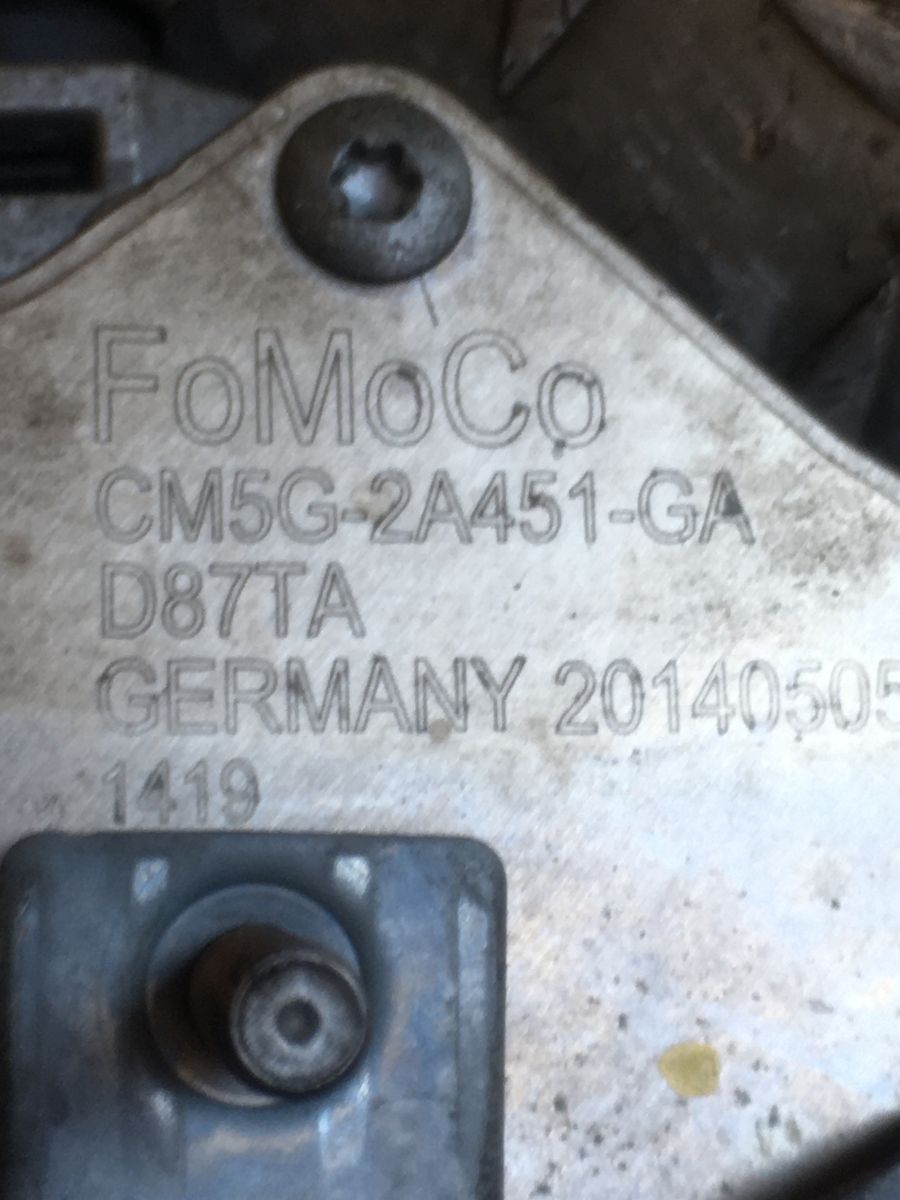 FoMoCo
CM5G-2A451-GA
D87TA
GERMANY 20140505
1419